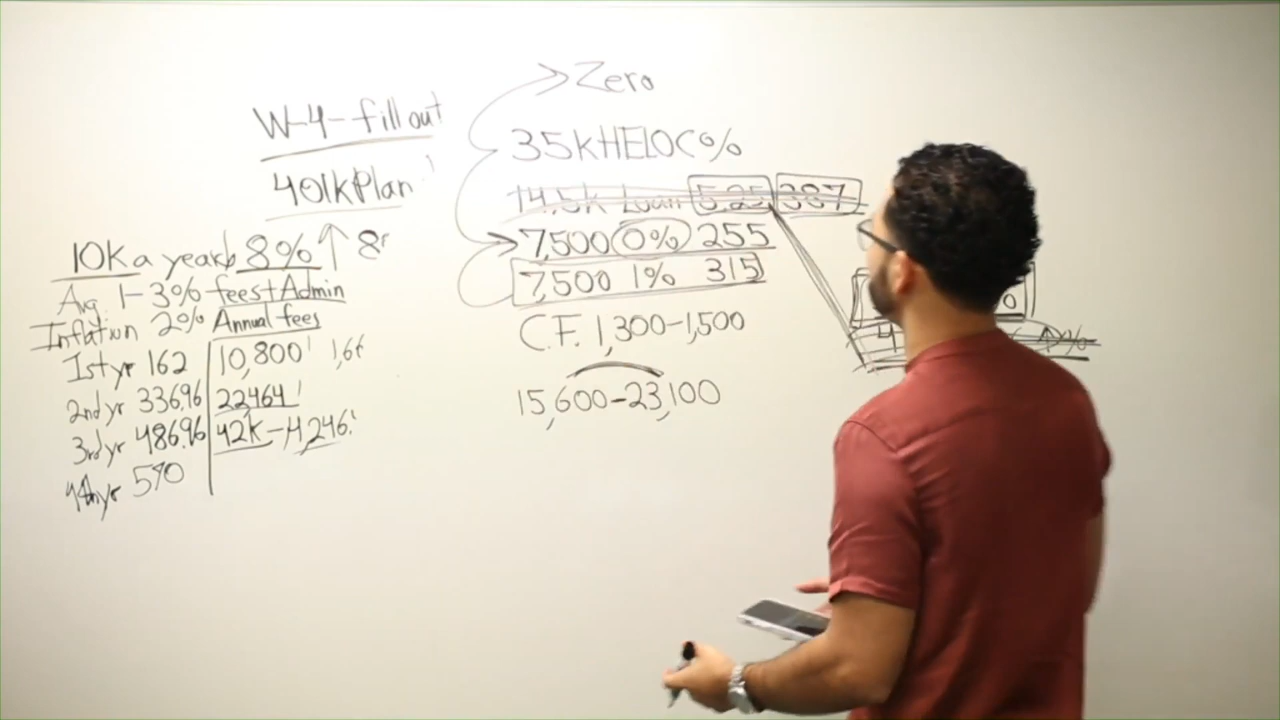 W-4-fill out
401k Plan
10K a year 8% 8
Avg. 1-3% fees + Admin
Inflation 2% Annual fees
1st yr 162 10,800
2nd yr 336.96 22464
3rd yr 486.96 42K - 4,246
4th yr 570
Zero
35k HELOC %
14.5k Loan 5.25 387
7,500 0% 255
7,500 1% 315
C.F. 1,300-1,500
15,600-23,100